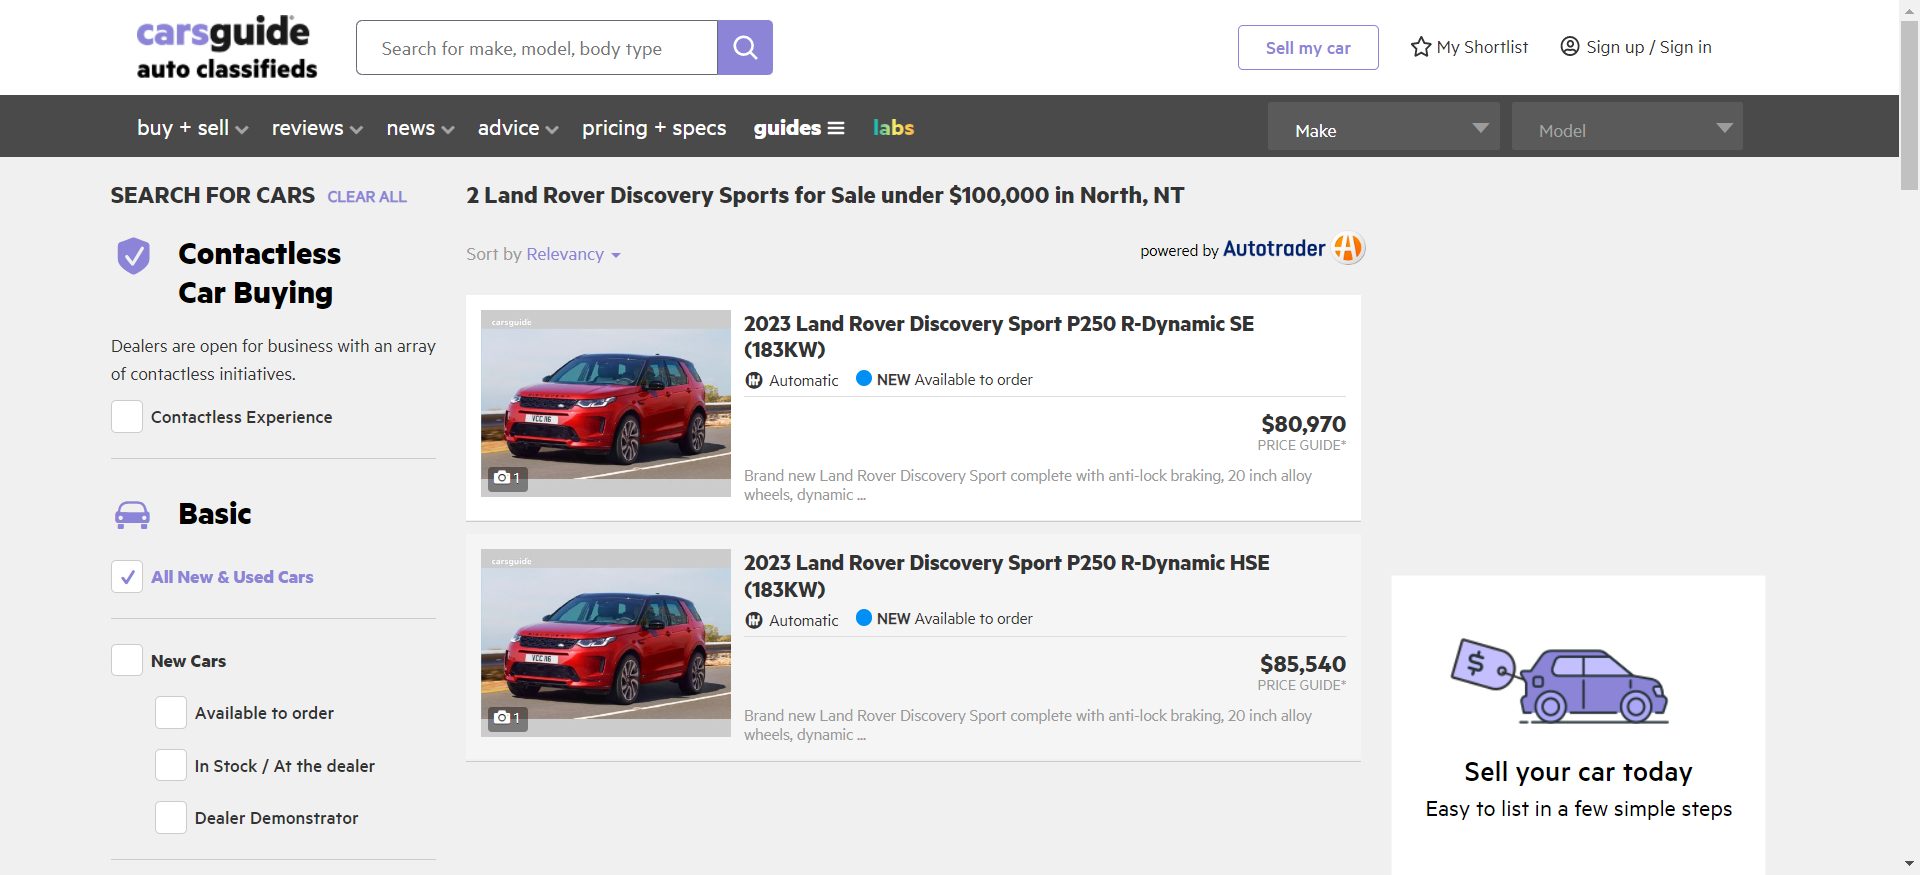 carsguide
auto classifieds
Search for make, model, body type
Sell my car
My Shortlist
Sign up / Sign in
buy + sell
reviews
news
advice
pricing + specs
guides
labs
Make
Model
SEARCH FOR CARS CLEAR ALL
Contactless
Car Buying
Dealers are open for business with an array
of contactless initiatives.
Contactless Experience
Basic
All New & Used Cars
New Cars
Available to order
In Stock / At the dealer
Dealer Demonstrator
2 Land Rover Discovery Sports for Sale under $100,000 in North, NT
Sort by Relevancy
powered by Autotrader
carsguide
VCC 116
1
2023 Land Rover Discovery Sport P250 R-Dynamic SE
(183KW)
Automatic
NEW Available to order
$80,970
PRICE GUIDE*
Brand new Land Rover Discovery Sport complete with anti-lock braking, 20 inch alloy
wheels, dynamic ...
carsguide
VCC 116
1
2023 Land Rover Discovery Sport P250 R-Dynamic HSE
(183KW)
Automatic
NEW Available to order
$85,540
PRICE GUIDE*
Brand new Land Rover Discovery Sport complete with anti-lock braking, 20 inch alloy
wheels, dynamic ...
$
Sell your car today
Easy to list in a few simple steps